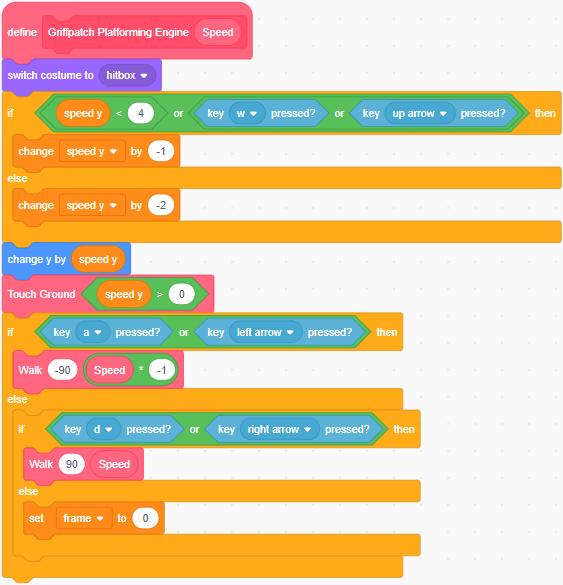 define Griffpatch Platforming Engine Speed
switch costume to hitbox
if speed y < 4 or key w pressed? or key up arrow pressed? then
change speed y by -1
else
change speed y by -2
change y by speed y
Touch Ground speed y > 0
if key a pressed? or key left arrow pressed? then
Walk -90 Speed * -1
else
if key d pressed? or key right arrow pressed? then
Walk 90 Speed
else
set frame to 0